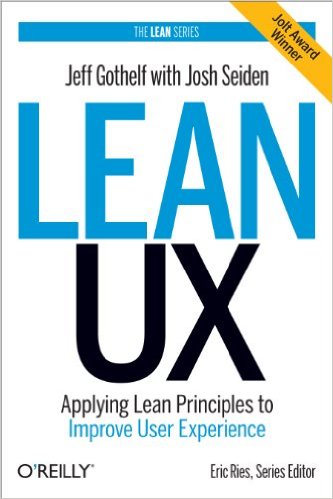 THE LEAN SERIES
Jolt Award
Winner
Jeff Gothelf with Josh Seiden
LEAN
UX
Applying Lean Principles to
Improve User Experience
O'REILLY®
Eric Ries, Series Editor